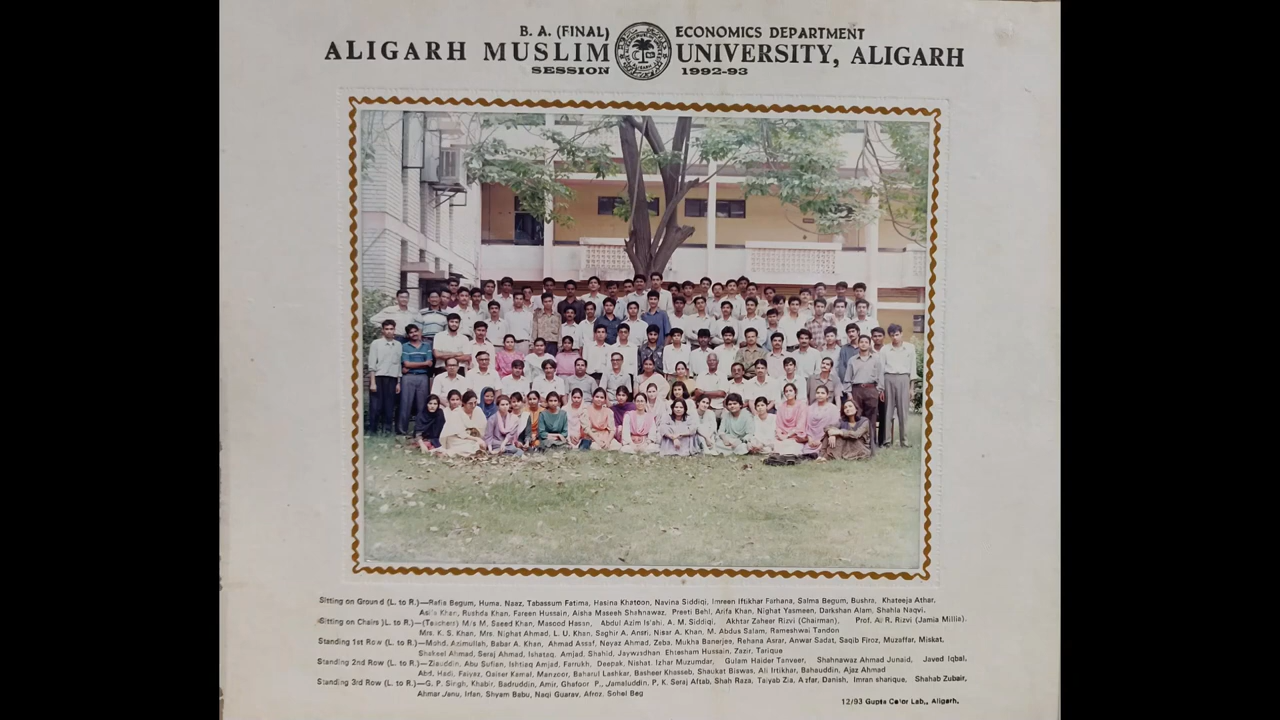 B. A. (FINAL) ECONOMICS DEPARTMENT
ALIGARH MUSLIM UNIVERSITY, ALIGARH
SESSION 1992-93
Sitting on Ground (L. to R.)—Rafia Begum, Huma, Naaz, Tabassum Fatima, Hasina Khatoon, Navina Siddiqi, Imreen Iftikhar Farhana, Salma Begum, Bushra, Khateeja Athar,
Asifa Khan, Rushda Khan, Fareen Hussain, Aisha Maseeh Shahnawaz, Preeti Behl, Arifa Khan, Nighat Yasmeen, Darkshan Alam, Shahla Naqvi,
Sitting on Chairs (L. to R.)—(Teachers) M/s M. Saeed Khan, Masood Hasan, Abdul Azim Islahi, A. M. Siddiqi, Akhtar Zaheer Rizvi (Chairman), Prof. Ali R. Rizvi (Jamia Millia).
Mrs. K. S. Khan, Mrs. Nighat Ahmad, L. U. Khan, Saghir A. Ansri, Nisar A. Khan, M. Abdus Salam, Rameshwai Tandon
Standing 1st Row (L. to R.)—Mohd. Azimullah, Babar A. Khan, Ahmad Assaf, Neyaz Ahmad, Zeba, Mukha Banerjee, Rehana Asrar, Anwar Sadat, Saqib Firoz, Muzaffar, Miskat,
Shakeel Ahmad, Seraj Ahmad, Ishataq, Amjad, Shahid, Jaywadhan Ehtesham Hussain, Zazir, Tarique
Standing 2nd Row (L. to R.)—Ziauddin, Abu Sufian, Ishtiaq Amjad, Farrukh, Deepak, Nishat, Izhar Muzumdar, Gulam Haider Tanveer, Shahnawaz Ahmad Junaid, Javed Iqbal,
Abd. Hadi, Faiyaz, Qaiser Kamal, Manzoor, Baharul Lashkar, Basheer Khasseb, Shaukat Biswas, Ali Irtikhar, Bahauddin, Ajaz Ahmad
Standing 3rd Row (L. to R.)—G. P. Singh, Khabir, Badruddin, Amir, Ghafoor P., Jamaluddin, P. K. Seraj Aftab, Shah Raza, Taiyab Zia, Azfar, Danish, Imran sharique, Shahab Zubair,
Ahmar Janu, Irfan, Shyam Babu, Naqi Guarav, Afroz, Sohel Beg
12/93 Gupta Color Lab,, Aligarh.